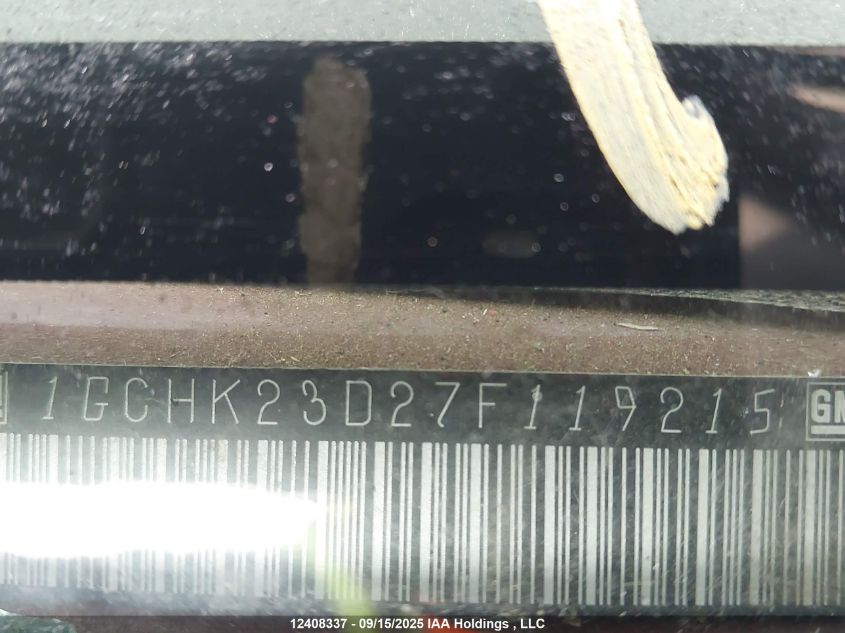 1GCHK23D27F119215 GM
12408337 - 09/15/2025 IAA Holdings , LLC